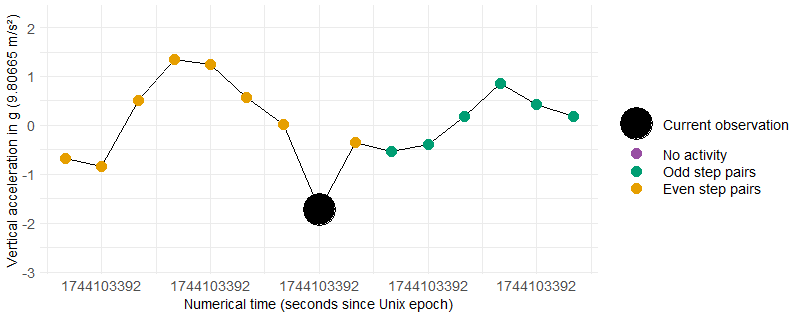 Vertical acceleration in g (9.80665 m/s²)
2
1
0
-1
-2
-3
1744103392 1744103392 1744103392 1744103392 1744103392
Numerical time (seconds since Unix epoch)
Current observation
No activity
Odd step pairs
Even step pairs